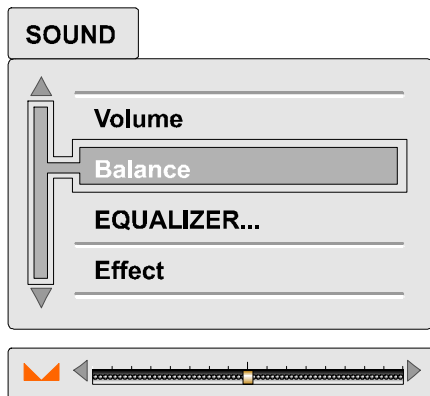 SOUND
Volume
Balance
EQUALIZER...
Effect